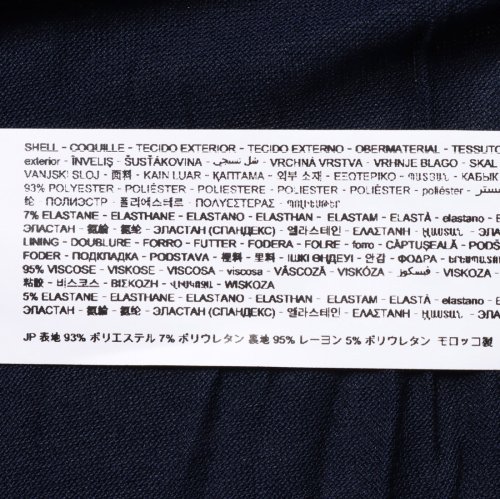 SHELL - COQUILLE - TECIDO EXTERIOR - TECIDO EXTERNO - OBERMATERIAL - TESSUTO
exterior - ÎNVELIȘ - ŠUSŤÁKOVINA - شل نسجي - VRCHNÁ VRSTVA - VRHNJE BLAGO - SKAL
VANJSKI SLOJ - 面料 - KAIN LUAR - ҚАПТАМА - 외부 소재 - ΕΞΩΤΕΡΙΚΟ - КАБЫК
93% POLYESTER - POLIÉSTER - POLIESTERE - POLIESTER - POLIÉSTER - poliéster -
纶 - ПОЛИЭСТР - 폴리에스테르 - ΠΟΛΥΕΣΤΕΡΑΣ -
7% ELASTANE - ELASTHANE - ELASTANO - ELASTHAN - ELASTAM - ELASTĂ - elastano -
ЭЛАСТАН - 氨纶 - ЭЛАСТАН (СПАНДЕКС) - 엘라스테인 - ΕΛΑΣΤΑΝΗ -
LINING - DOUBLURE - FORRO - FUTTER - FODERA - FOLRE - forro - CĂPTUȘEALĂ - PODŠ
FODER - ПОДКЛАДКА - PODSTAVA - 裡料 - 里料 - ІШКІ ӨҢДЕУІ - 안감 - ΦΟΔΡΑ -
95% VISCOSE - VISKOSE - VISCOSA - viscosa - VÂSCOZĂ - VISKÓZA - فسكوز - VISKOZA -
粘胶 - 비스코스 - ΒΙΣΚΟΖΗ - WISKOZA
5% ELASTANE - ELASTHANE - ELASTANO - ELASTHAN - ELASTAM - ELASTĂ - elastano -
ЭЛАСТАН - 氨纶 - ЭЛАСТАН (СПАНДЕКС) - 엘라스테인 - ΕΛΑΣΤΑΝΗ -
JP 表地 93% ポリエステル 7% ポリウレタン 裏地 95% レーヨン 5% ポリウレタン モロッコ製